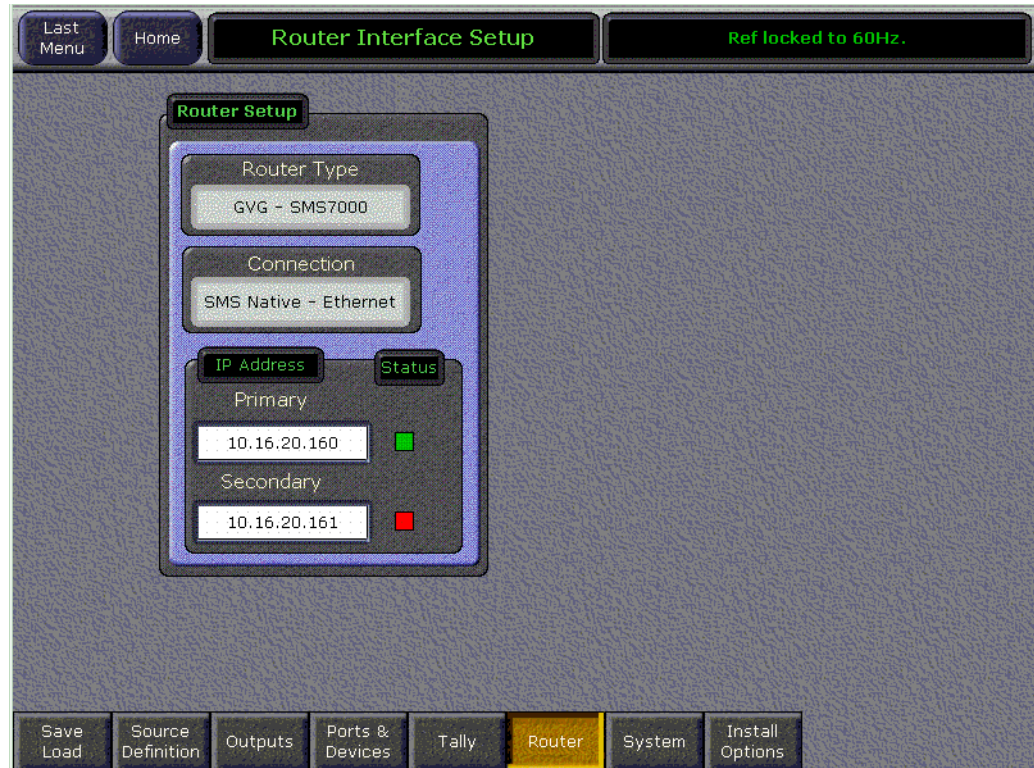 Last
Menu
Home
Router Interface Setup
Ref locked to 60Hz.
Router Setup
Router Type
GVG - SMS7000
Connection
SMS Native - Ethernet
IP Address
Status
Primary
10.16.20.160
Secondary
10.16.20.161
Save
Load
Source
Definition
Outputs
Ports &
Devices
Tally
Router
System
Install
Options